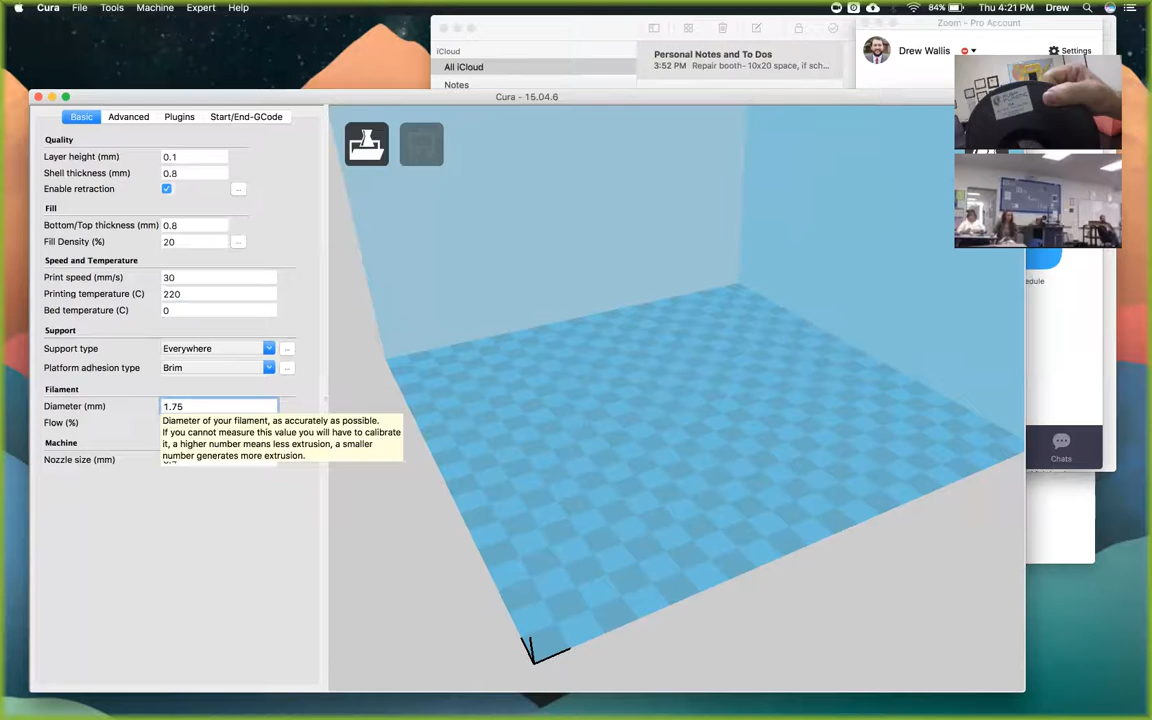 Cura File Tools Machine Expert Help
84% Thu 4:21 PM Drew
Zoom - Pro Account
iCloud
All iCloud
Notes
Personal Notes and To Dos
3:52 PM Repair booth- 10x20 space, if sch...
Drew Wallis
Settings
Cura - 15.04.6
Basic Advanced Plugins Start/End-GCode
Quality
Layer height (mm) 0.1
Shell thickness (mm) 0.8
Enable retraction ...
Fill
Bottom/Top thickness (mm) 0.8
Fill Density (%) 20 ...
Speed and Temperature
Print speed (mm/s) 30
Printing temperature (C) 220
Bed temperature (C) 0
Support
Support type Everywhere ...
Platform adhesion type Brim ...
Filament
Diameter (mm) 1.75
Flow (%)
Diameter of your filament, as accurately as possible.
If you cannot measure this value you will have to calibrate
it, a higher number means less extrusion, a smaller
number generates more extrusion.
Machine
Nozzle size (mm)
edule
Chats